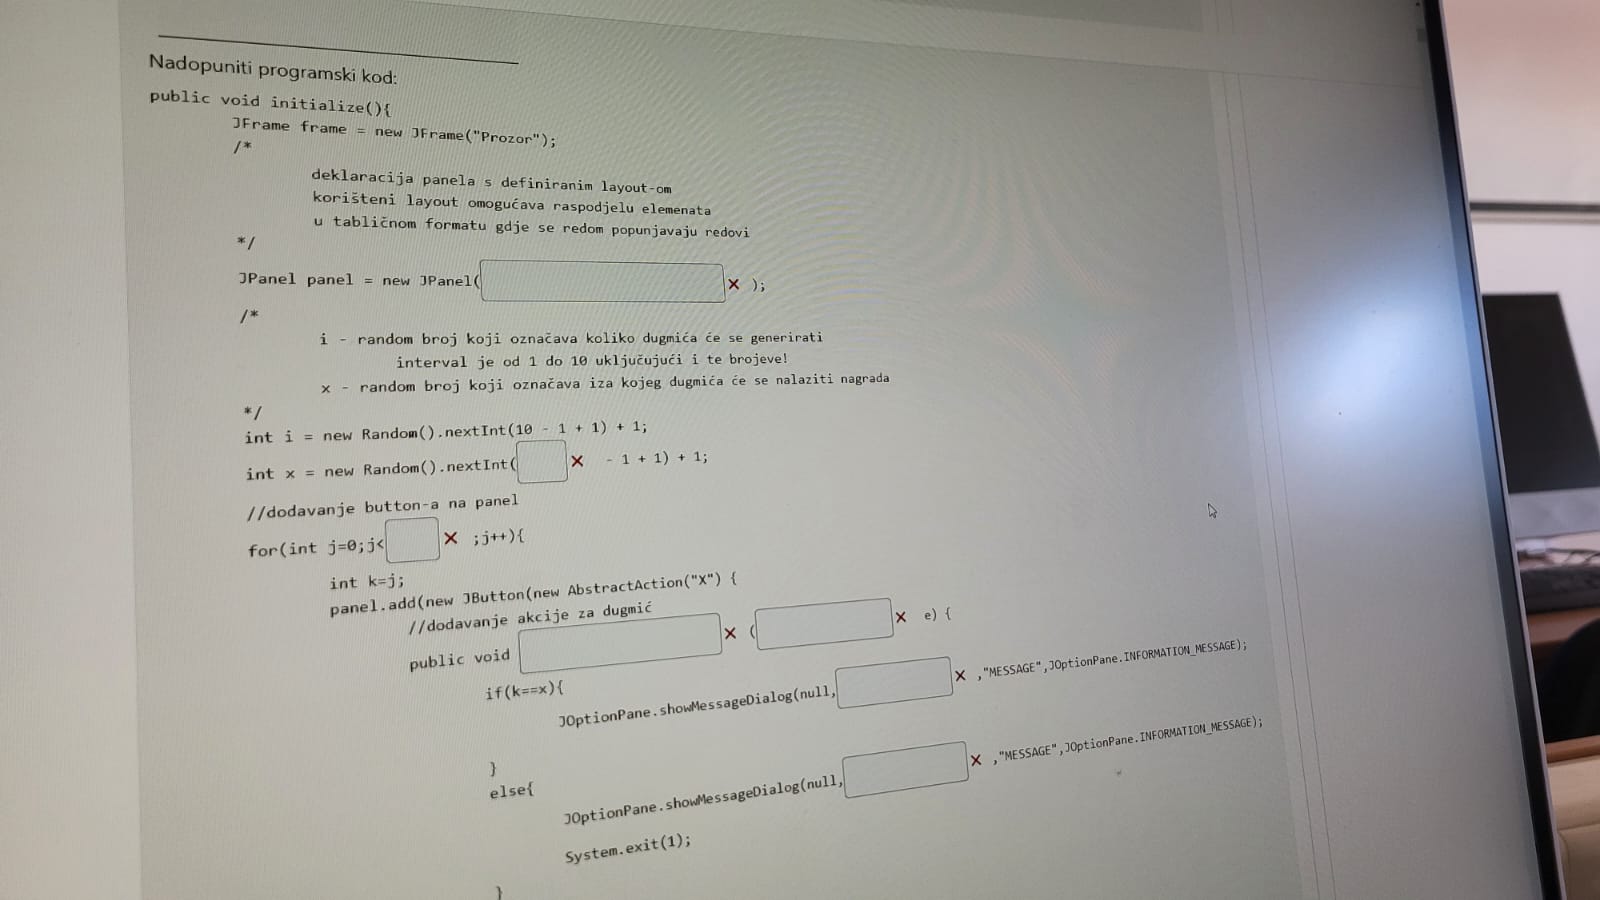 Nadopuniti programski kod:
public void initialize(){
JFrame frame = new JFrame("Prozor");
/*
deklaracija panela s definiranim layout-om
korišteni layout omogućava raspodjelu elemenata
u tabličnom formatu gdje se redom popunjavaju redovi
*/
JPanel panel = new JPanel( );
/*
i - random broj koji označava koliko dugmića će se generirati
interval je od 1 do 10 uključujući i te brojeve!
x - random broj koji označava iza kojeg dugmića će se nalaziti nagrada
*/
int i = new Random().nextInt(10 - 1 + 1) + 1;
int x = new Random().nextInt( - 1 + 1) + 1;
//dodavanje button-a na panel
for(int j=0;j< ;j++){
int k=j;
panel.add(new JButton(new AbstractAction("X") {
//dodavanje akcije za dugmić
public void ( e) {
if(k==x){
JOptionPane.showMessageDialog(null, ,"MESSAGE",JOptionPane.INFORMATION_MESSAGE);
}
else{
JOptionPane.showMessageDialog(null, ,"MESSAGE",JOptionPane.INFORMATION_MESSAGE);
System.exit(1);
}